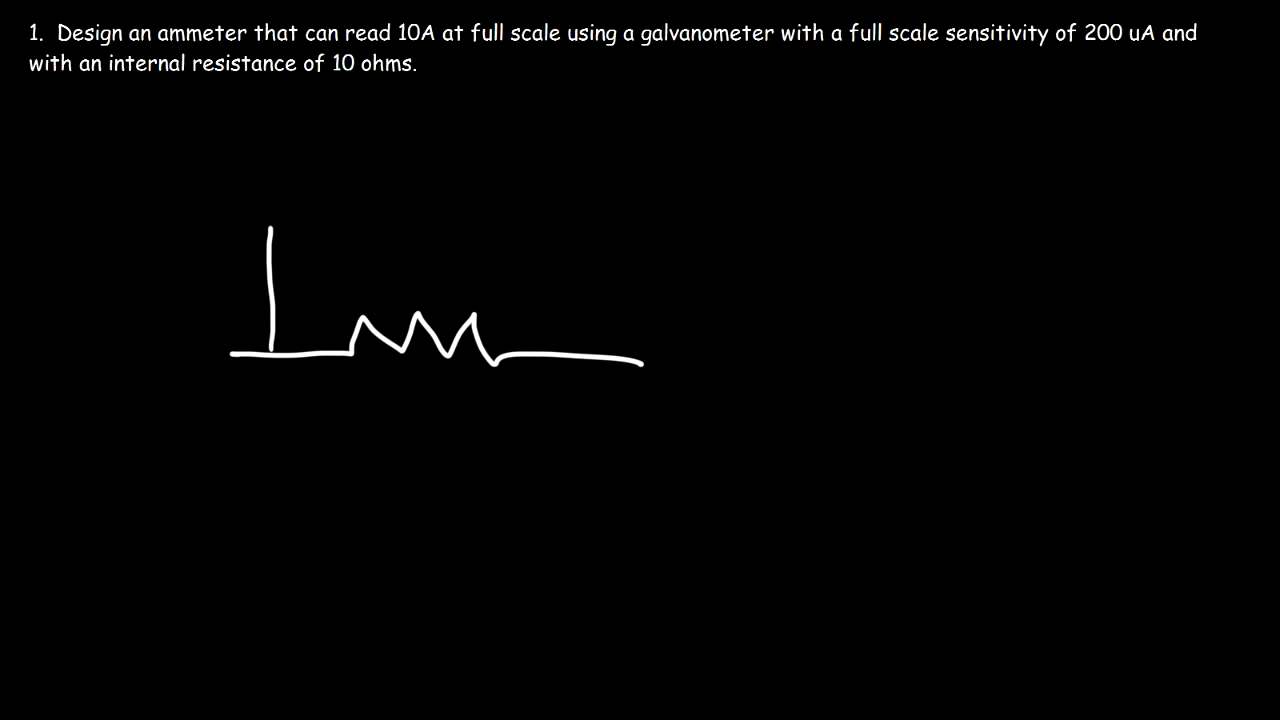 1. Design an ammeter that can read 10A at full scale using a galvanometer with a full scale sensitivity of 200 uA and
with an internal resistance of 10 ohms.